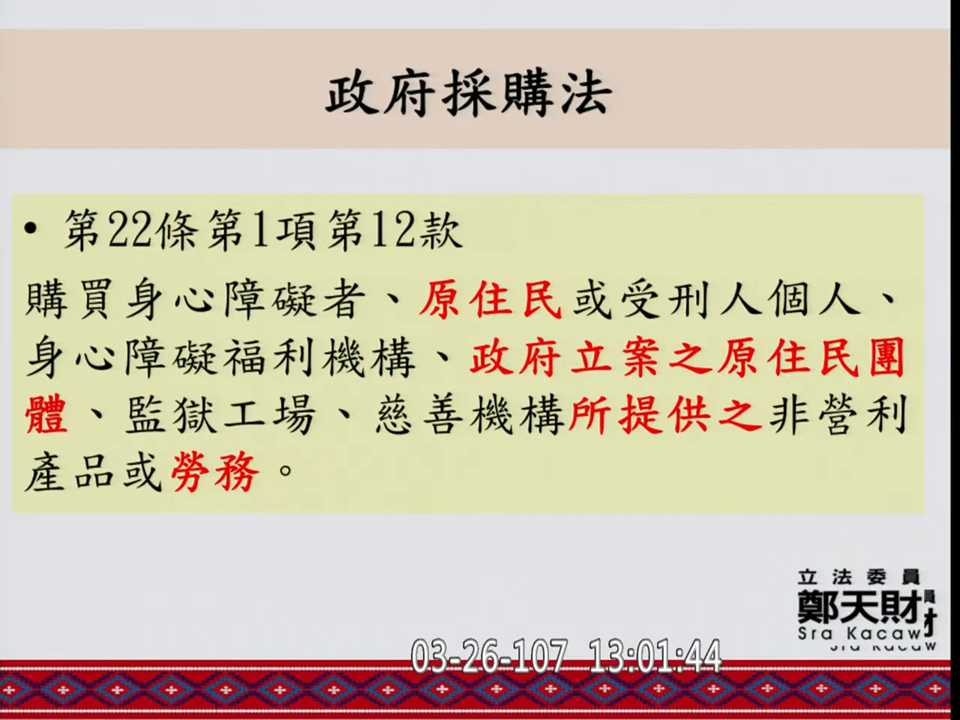 政府採購法
• 第22條第1項第12款
購買身心障礙者、原住民或受刑人個人、
身心障礙福利機構、政府立案之原住民團
體、監獄工場、慈善機構所提供之非營利
產品或勞務。
立法委員
鄭天財
Sra Kacaw
員
財
Sra Kacaw
03-26-107 13:01:44